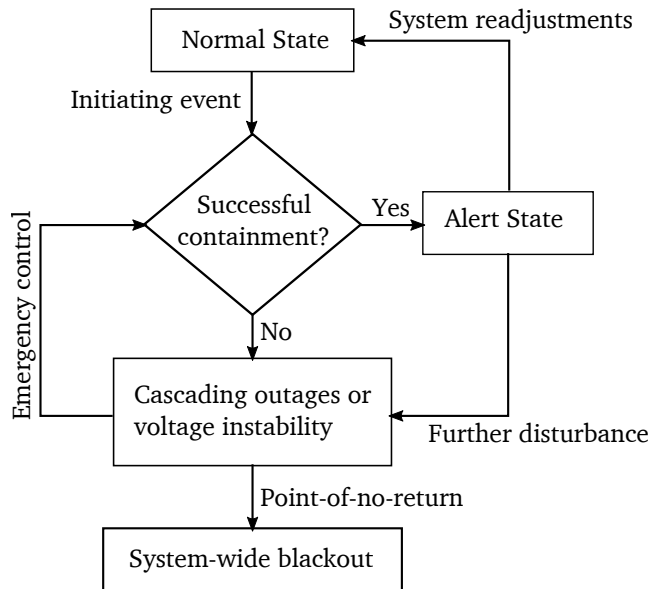 System readjustments
Normal State
Initiating event
Successful
containment?
Yes
Alert State
Emergency control
No
Cascading outages or
voltage instability
Further disturbance
Point-of-no-return
System-wide blackout